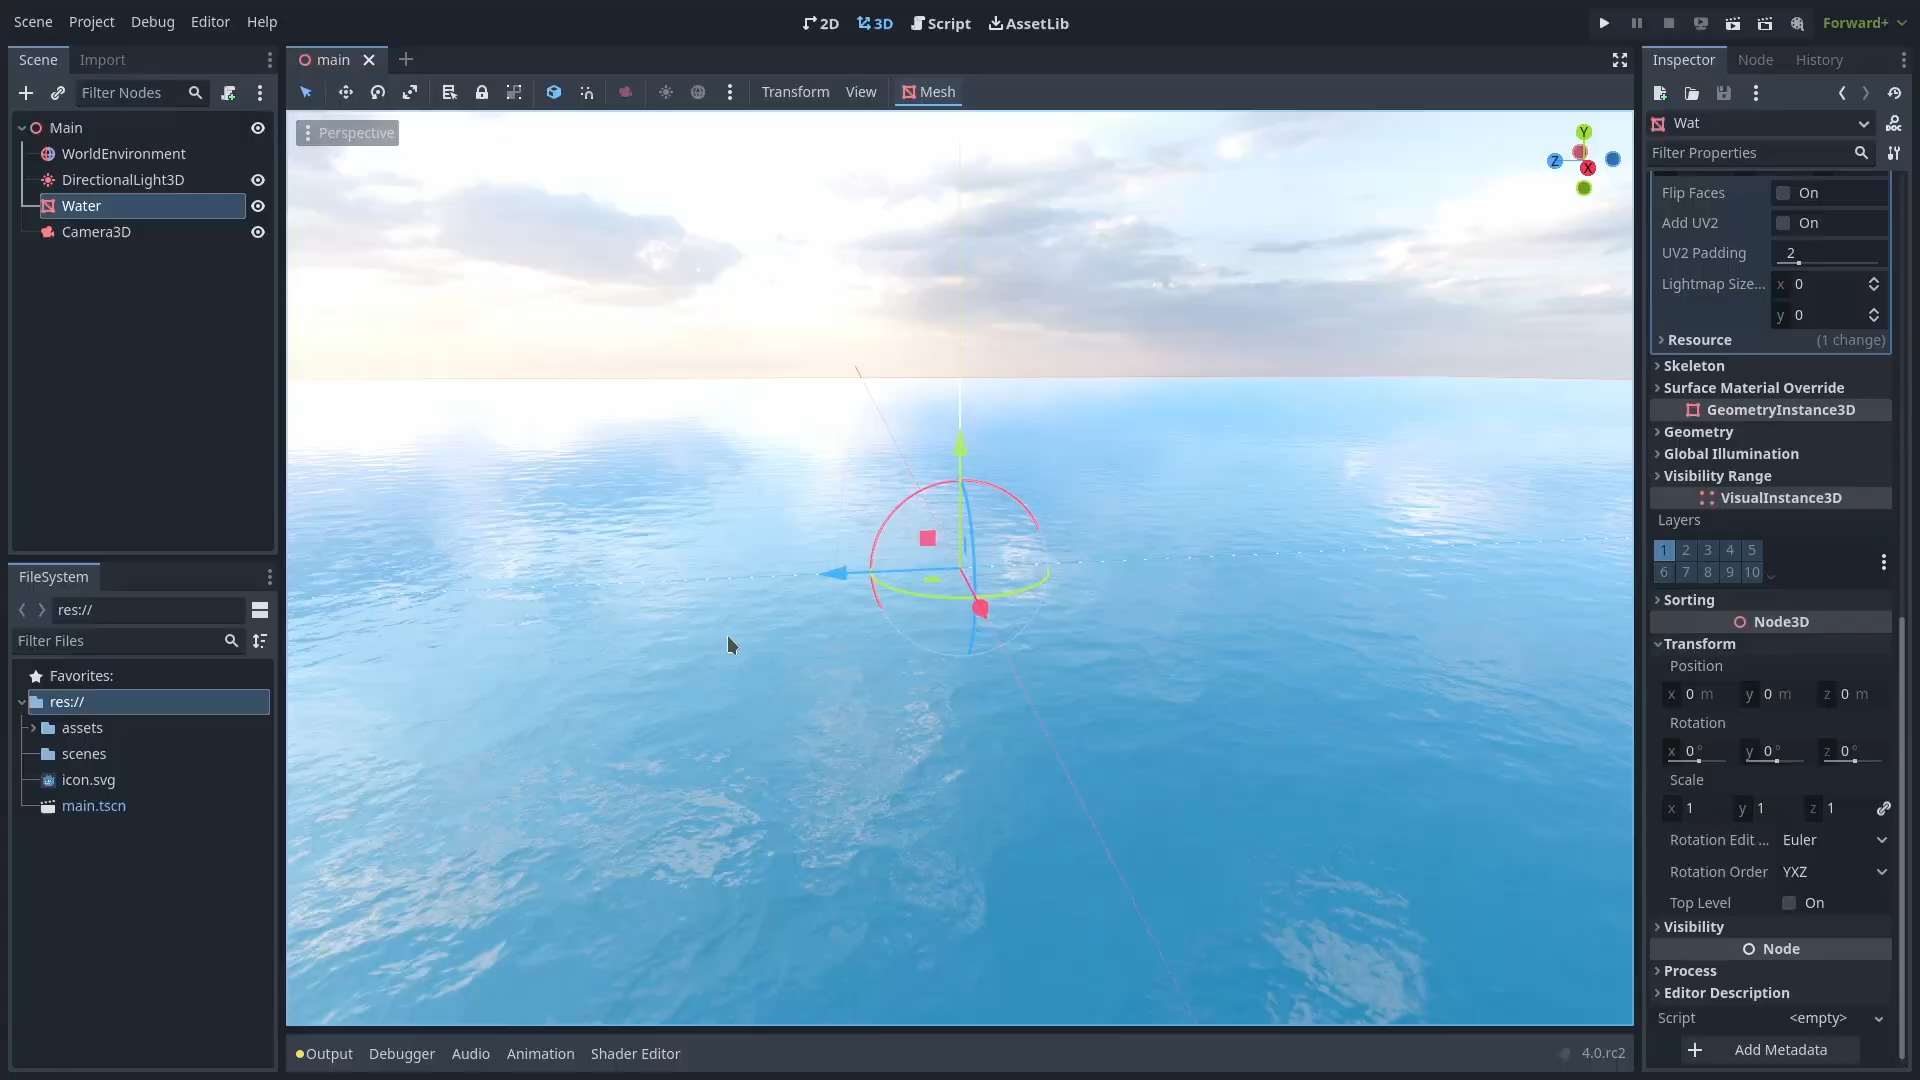 Scene Project Debug Editor Help
2D 3D Script AssetLib
Forward+
Scene Import
Filter Nodes
Main
WorldEnvironment
DirectionalLight3D
Water
Camera3D
FileSystem
res://
Filter Files
Favorites:
res://
assets
scenes
icon.svg
main.tscn
main
Transform View Mesh
Perspective
Y
Z
X
Output Debugger Audio Animation Shader Editor
4.0.rc2
Inspector Node History
Wat
DOC
Filter Properties
Flip Faces On
Add UV2 On
UV2 Padding 2
Lightmap Size... x 0
y 0
Resource (1 change)
Skeleton
Surface Material Override
GeometryInstance3D
Geometry
Global Illumination
Visibility Range
VisualInstance3D
Layers
1 2 3 4 5
6 7 8 9 10
Sorting
Node3D
Transform
Position
x 0 m y 0 m z 0 m
Rotation
x 0 ° y 0 ° z 0 °
Scale
x 1 y 1 z 1
Rotation Edit ... Euler
Rotation Order YXZ
Top Level On
Visibility
Node
Process
Editor Description
Script <empty>
Add Metadata